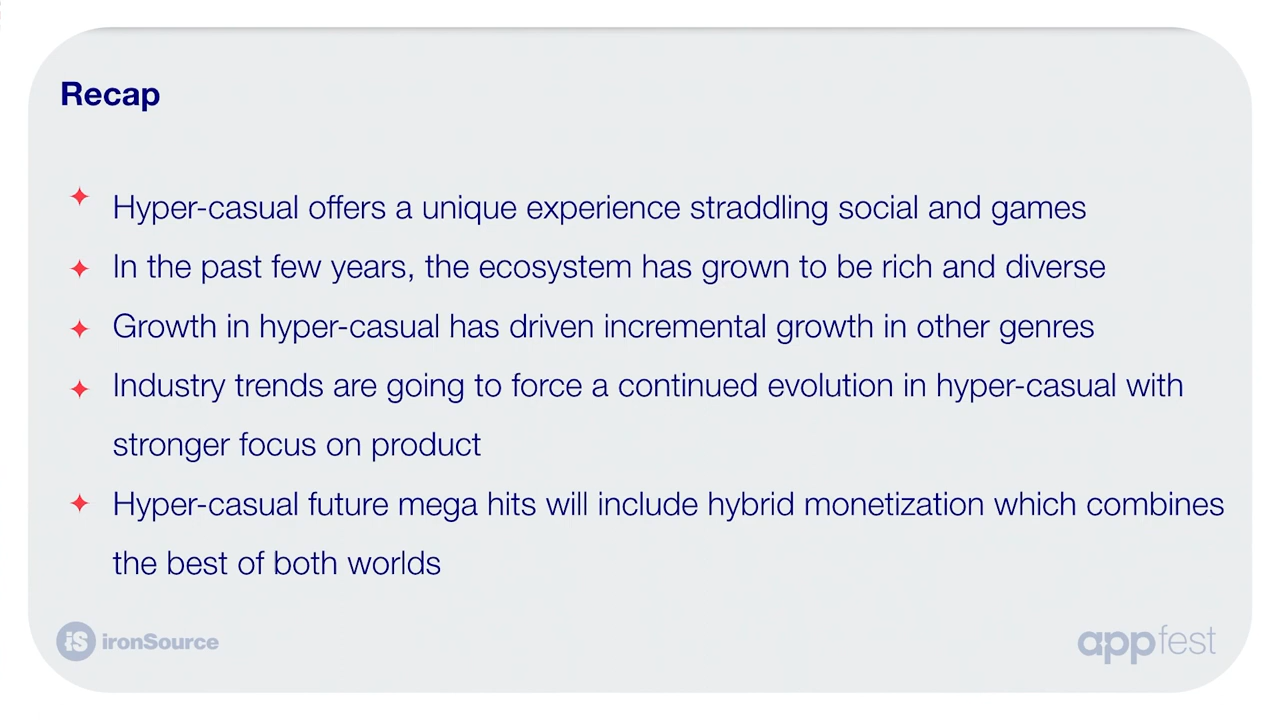 Recap
Hyper-casual offers a unique experience straddling social and games
In the past few years, the ecosystem has grown to be rich and diverse
Growth in hyper-casual has driven incremental growth in other genres
Industry trends are going to force a continued evolution in hyper-casual with
stronger focus on product
Hyper-casual future mega hits will include hybrid monetization which combines
the best of both worlds
iS ironSource
appfest